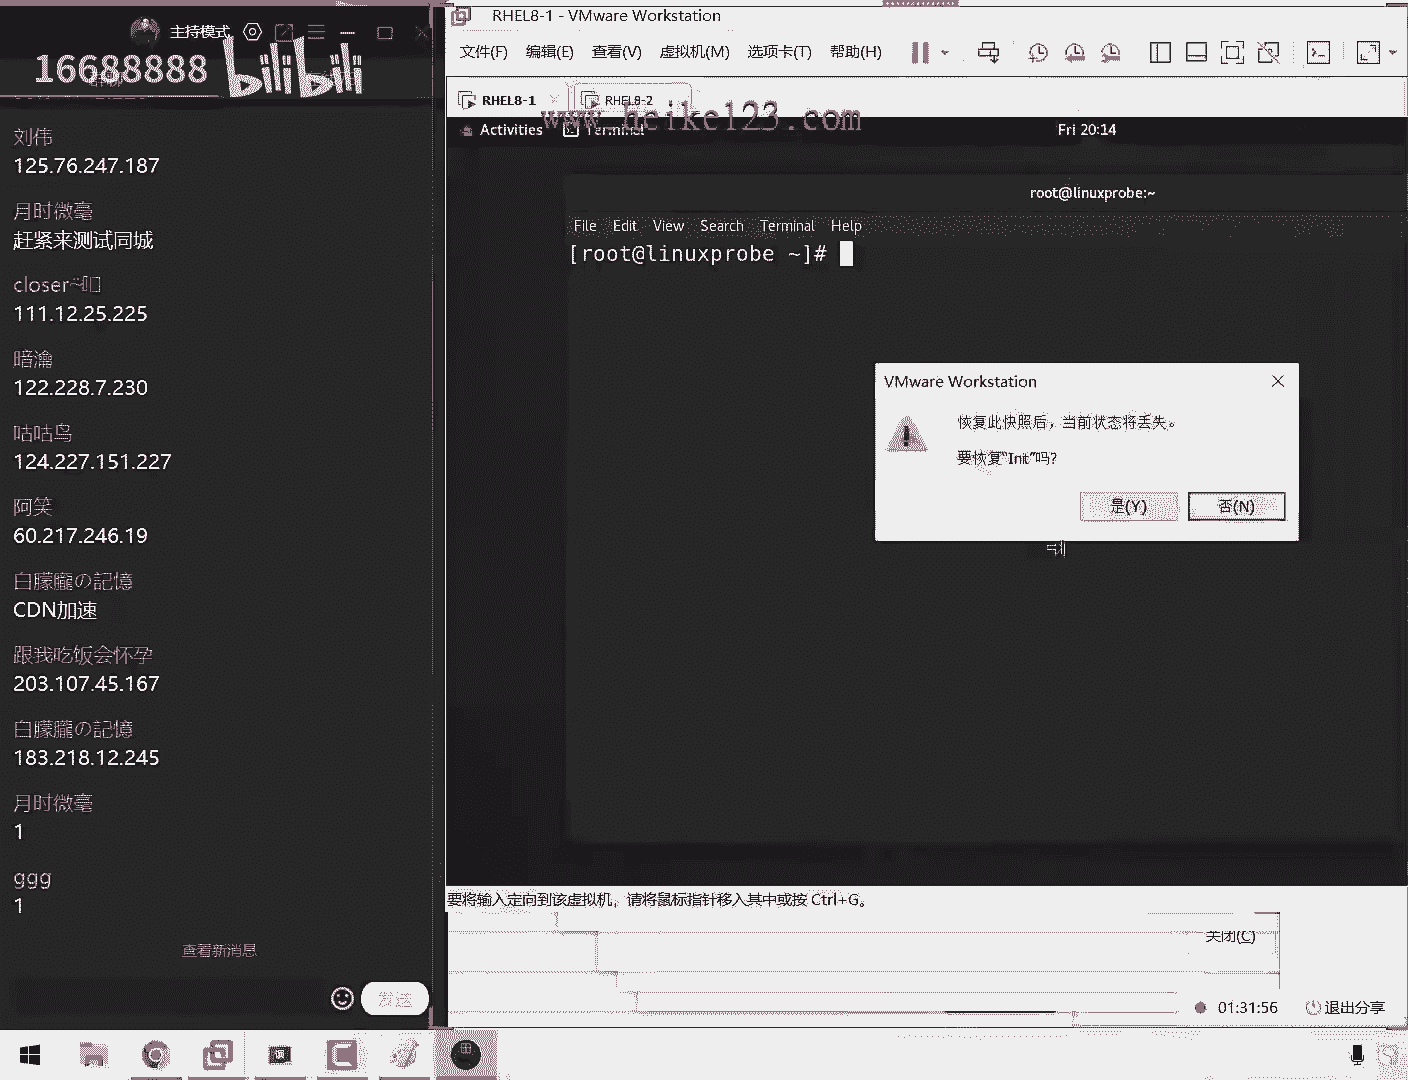 主持模式
16688888 bilibili
刘伟
125.76.247.187
月时微毫
赶紧来测试同城
closer
111.12.25.225
暗瀹
122.228.7.230
咕咕鸟
124.227.151.227
阿笑
60.217.246.19
白朦朧の記憶
CDN加速
跟我吃饭会怀孕
203.107.45.167
白朦朧の記憶
183.218.12.245
月时微毫
1
ggg
1
查看新消息
发送
RHEL8-1 - VMware Workstation
文件(F) 编辑(E) 查看(V) 虚拟机(M) 选项卡(T) 帮助(H)
RHEL8-1
RHEL8-2
www.heike123.com
Activities Terminal Fri 20:14
root@linuxprobe:~
File Edit View Search Terminal Help
[root@linuxprobe ~]#
VMware Workstation
恢复此快照后，当前状态将丢失。
要恢复“Init”吗?
是(Y) 否(N)
要将输入定向到该虚拟机，请将鼠标指针移入其中或按 Ctrl+G。
关闭(C)
01:31:56 退出分享